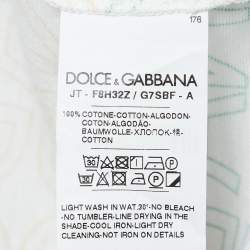 176
DOLCE & GABBANA
JT - F8H32Z / G7SBF - A
100% COTONE-COTTON-ALGODON-
COTON-ALGODÃO-
BAUMWOLLE-ХЛОПОК-棉-
COTTON
LIGHT WASH IN WAT.30°-NO BLEACH
-NO TUMBLER-LINE DRYING IN THE
SHADE-COOL IRON-LIGHT DRY
CLEANING-NOT NOT IRON ON DETAILS